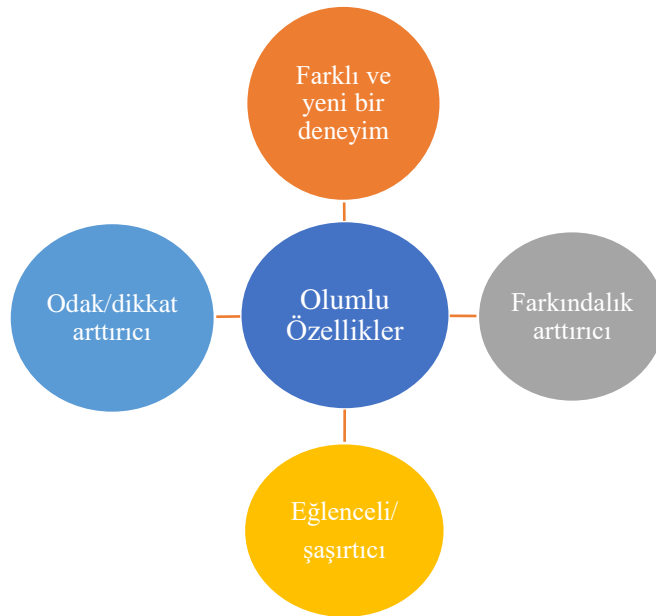 Farklı ve
yeni bir
deneyim
Odak/dikkat
arttırıcı
Olumlu
Özellikler
Farkındalık
arttırıcı
Eğlenceli/
şaşırtıcı